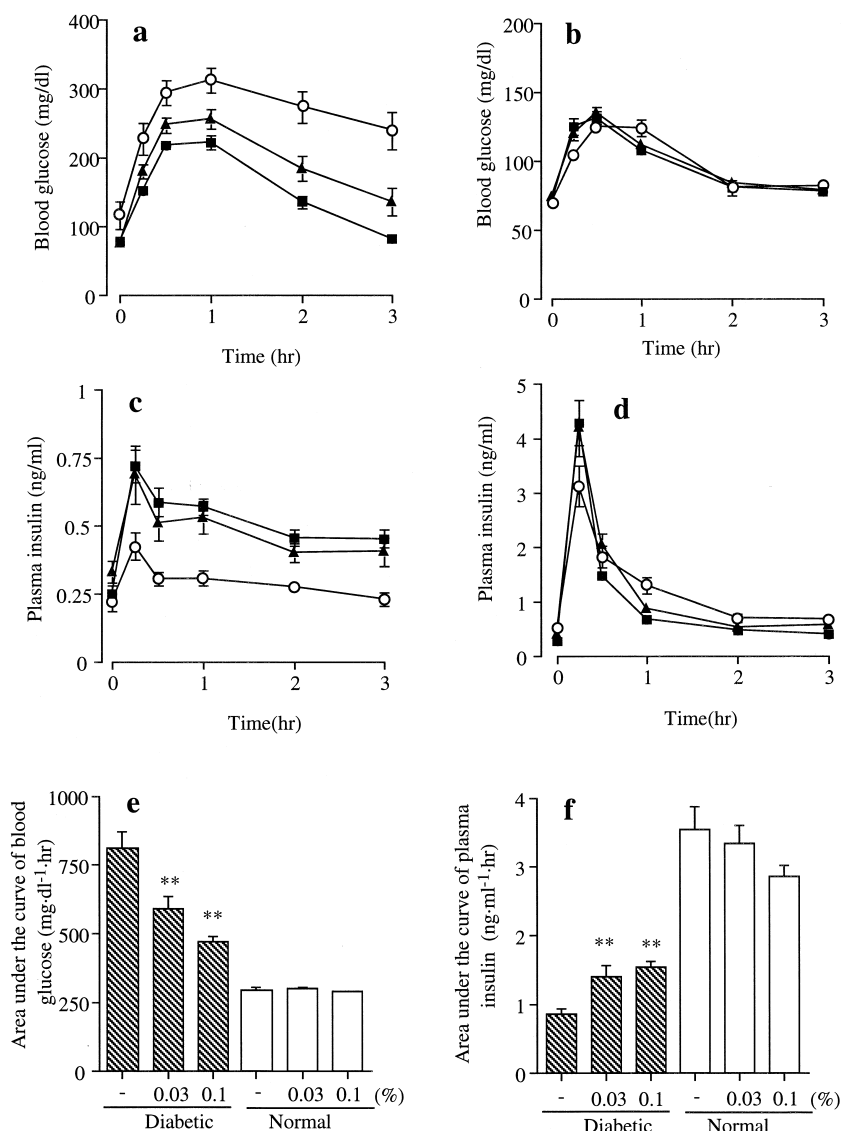 a
400
300
200
100
0
Blood glucose (mg/dl)
0 1 2 3
Time (hr)
b
200
150
100
50
0
Blood glucose (mg/dl)
0 1 2 3
Time (hr)
c
1
0.75
0.5
0.25
0
Plasma insulin (ng/ml)
0 1 2 3
Time(hr)
d
5
4
3
2
1
0
Plasma insulin (ng/ml)
0 1 2 3
Time(hr)
e
1000
750
500
250
0
Area under the curve of blood
glucose (mg·dl-1·hr)
**
**
- 0.03 0.1 - 0.03 0.1 (%)
Diabetic Normal
f
4
3
2
1
0
Area under the curve of plasma
insulin (ng·ml-1·hr)
**
**
- 0.03 0.1 - 0.03 0.1 (%)
Diabetic Normal